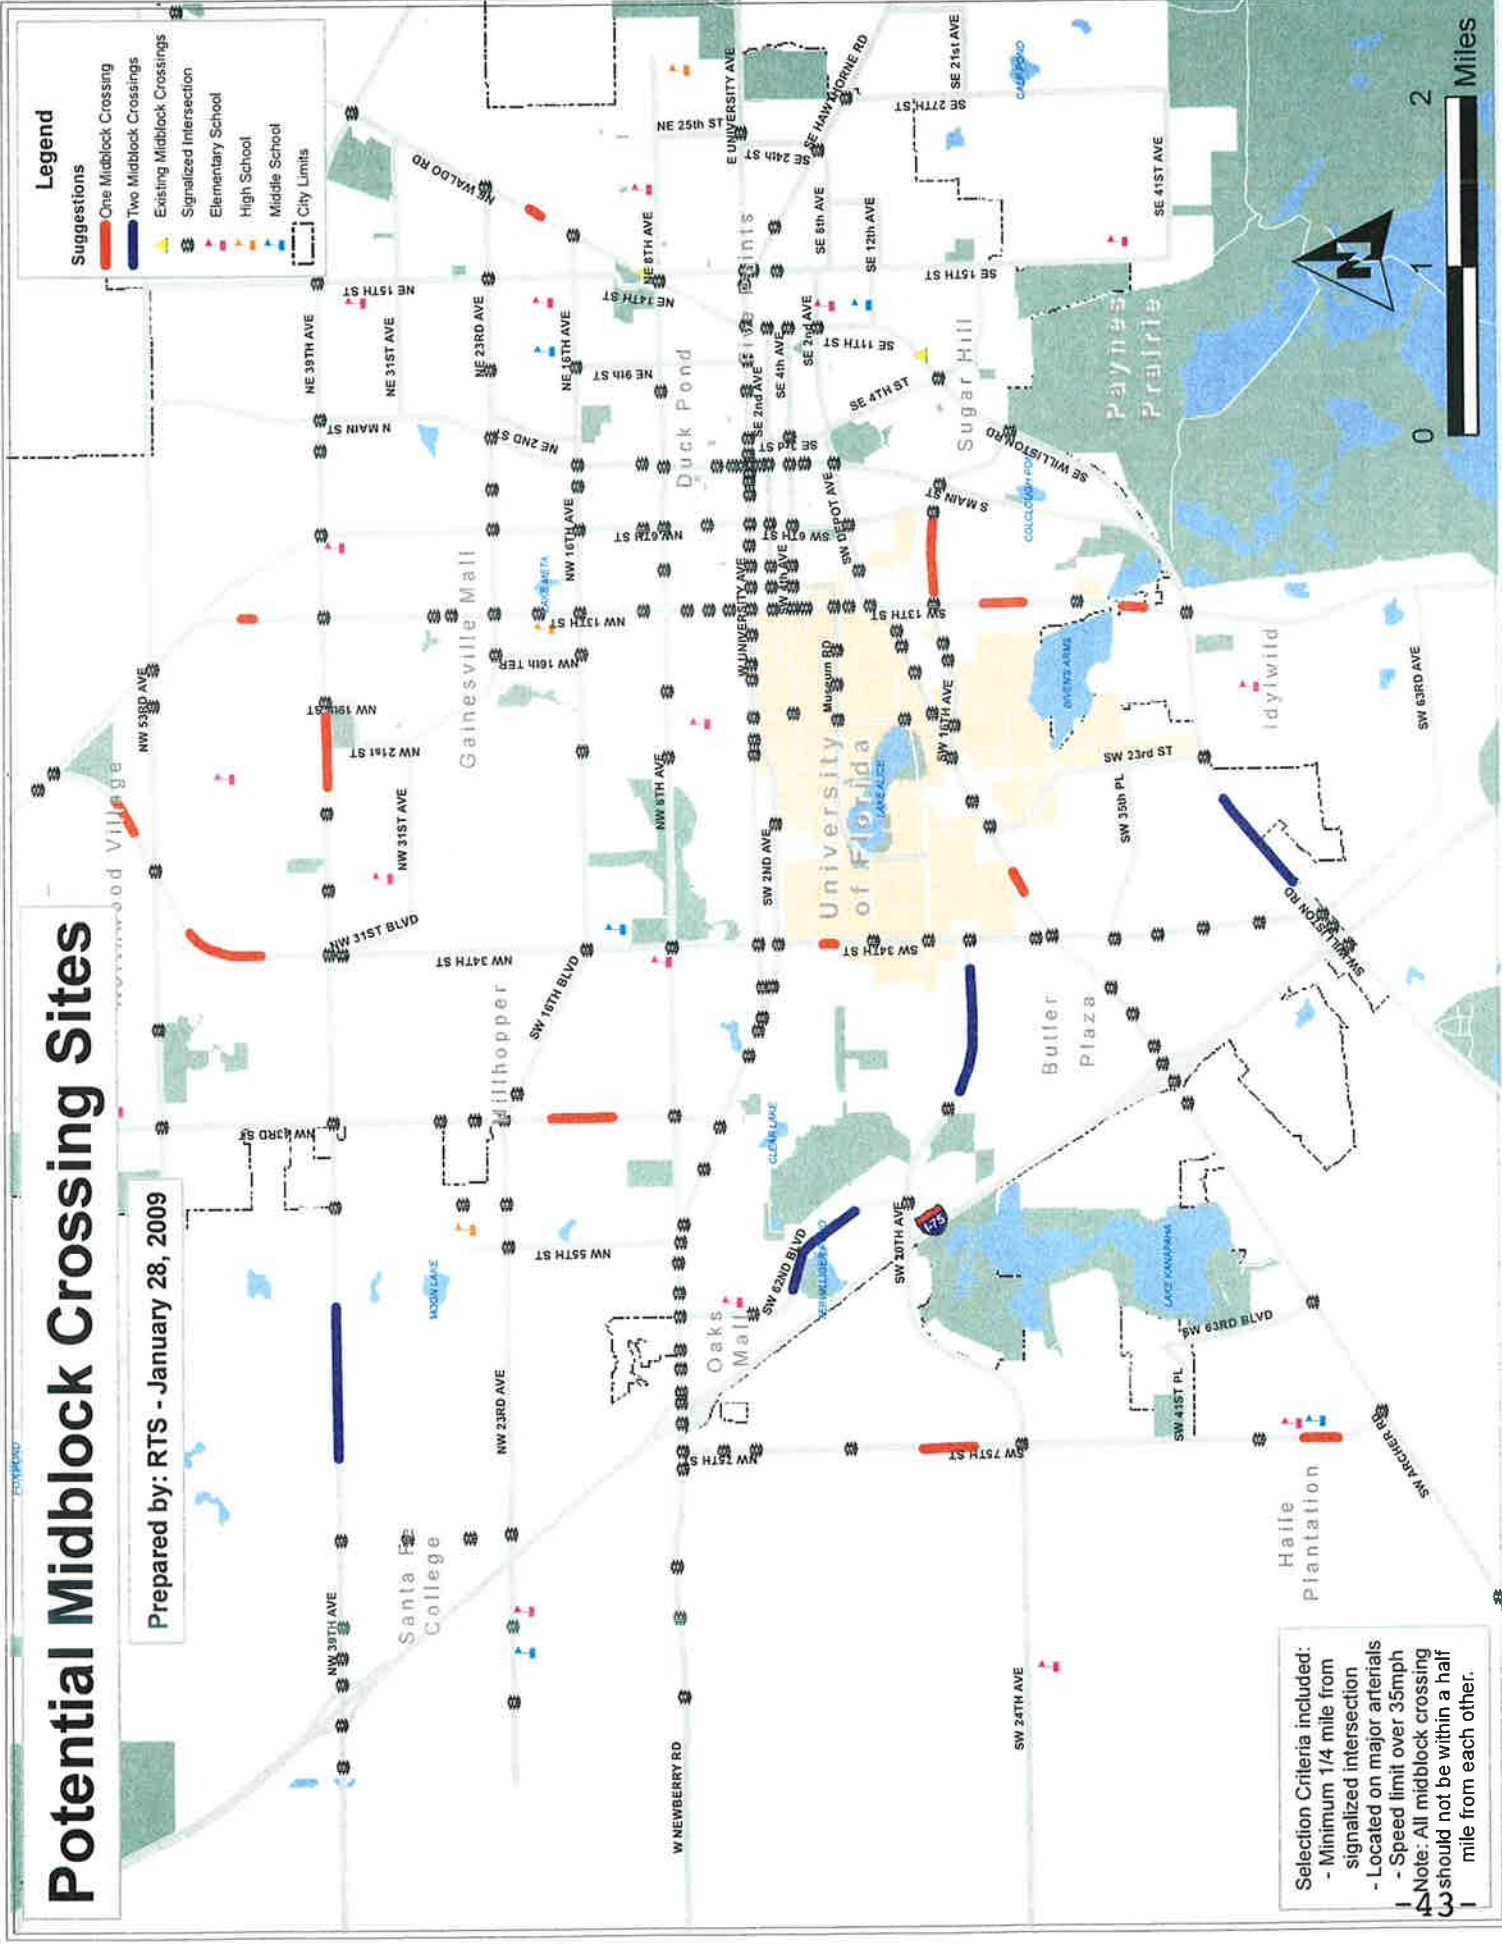 Potential Midblock Crossing Sites
Prepared by: RTS - January 28, 2009
Legend
Suggestions
One Midblock Crossing
Two Midblock Crossings
Existing Midblock Crossings
Signalized Intersection
Elementary School
High School
Middle School
City Limits
NW 53RD AVE
NW 39TH AVE
NE 39TH AVE
NW 43RD ST
NW 31ST BLVD
NW 34TH ST
NW 31ST AVE
NW 19th ST
NW 21st ST
N MAIN ST
NE 31ST AVE
NE 15TH ST
NE WALDO RD
Santa Fe
College
MOON LAKE
Millhopper
Gainesville Mall
NW 23RD AVE
NE 23RD AVE
NE 2ND ST
NW 55TH ST
SW 16TH BLVD
NW 16th TER
NW 13TH ST
NW 16TH AVE
NE 16TH AVE
NE 9th ST
NE 14TH ST
NE 8TH AVE
NW 6TH ST
Duck Pond
NE 25th ST
E UNIVERSITY AVE
W NEWBERRY RD
NW 8TH AVE
W UNIVERSITY AVE
Oaks
Mall
NW 75TH ST
CLEAR LAKE
SW 62ND BLVD
SW 2ND AVE
SW 4th AVE
SW 6TH ST
SE 3rd ST
SE 2nd AVE
SE 4th AVE
SE 2nd AVE
SE 24th ST
SE HAWTHORNE RD
SE 8th AVE
SE 12th AVE
SE 11TH ST
SE 4TH ST
SE 15TH ST
SE 27TH ST
SE 21st AVE
CALF POND
University
of Florida
Museum RD
LAKE ALICE
SW DEPOT AVE
SW 13TH ST
SW 16TH AVE
S MAIN ST
Sugar Hill
SW 34TH ST
SW 20TH AVE
I-75
SW 75TH ST
SW 24TH AVE
Butler
Plaza
BIVENS ARMS
SE WILLISTON RD
Paynes
Prairie
SE 41ST AVE
SW 35th PL
SW 23rd ST
LAKE KANAPAHA
SW 63RD BLVD
SW 41ST PL
SW WILLISTON RD
SW WILLISTON RD
Idylwild
SW 63RD AVE
Haile
Plantation
SW ARCHER RD
N
0 1 2
Miles
Selection Criteria included:
- Minimum 1/4 mile from
signalized intersection
- Located on major arterials
- Speed limit over 35mph
Note: All midblock crossing
should not be within a half
mile from each other.
-43-